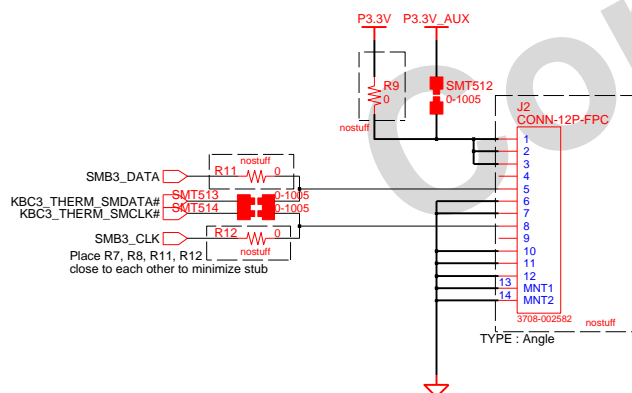 P3.3V
P3.3V_AUX
R9
0
nostuff
SMT512
0-1005
J2
CONN-12P-FPC
1
2
3
4
5
6
7
8
9
10
11
12
13
MNT1
14
MNT2
3708-002582
nostuff
TYPE : Angle
nostuff
SMB3_DATA
R11
0
KBC3_THERM_SMDATA#
SMT513
0-1005
KBC3_THERM_SMCLK#
SMT514
0-1005
SMB3_CLK
R12
0
nostuff
Place R7, R8, R11, R12
close to each other to minimize stub